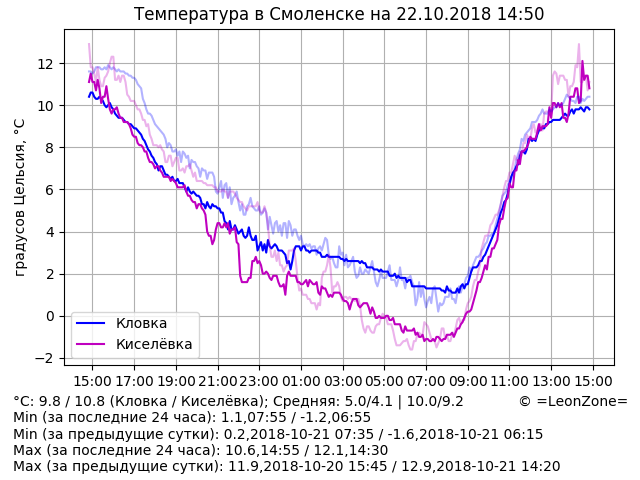 Температура в Смоленске на 22.10.2018 14:50
градусов Цельсия, °C
12
10
8
6
4
2
0
−2
Кловка
Киселёвка
15:00 17:00 19:00 21:00 23:00 01:00 03:00 05:00 07:00 09:00 11:00 13:00 15:00
°C: 9.8 / 10.8 (Кловка / Киселёвка); Средняя: 5.0/4.1 | 10.0/9.2 © =LeonZone=
Min (за последние 24 часа): 1.1,07:55 / -1.2,06:55
Min (за предыдущие сутки): 0.2,2018-10-21 07:35 / -1.6,2018-10-21 06:15
Max (за последние 24 часа): 10.6,14:55 / 12.1,14:30
Max (за предыдущие сутки): 11.9,2018-10-20 15:45 / 12.9,2018-10-21 14:20